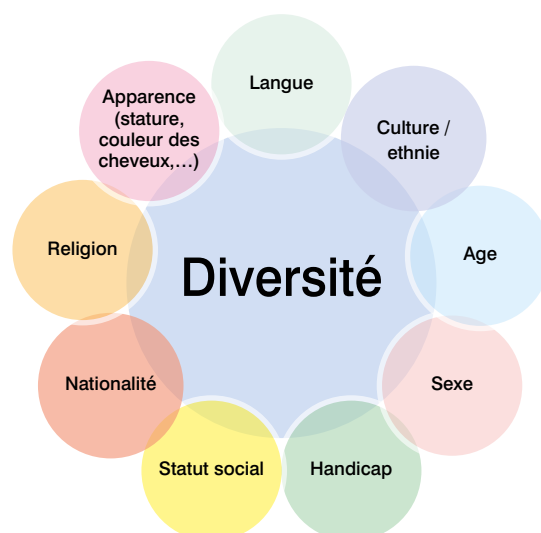 Langue
Apparence
(stature,
couleur des
cheveux,...)
Culture /
ethnie
Religion
Age
Diversité
Nationalité
Sexe
Statut social
Handicap